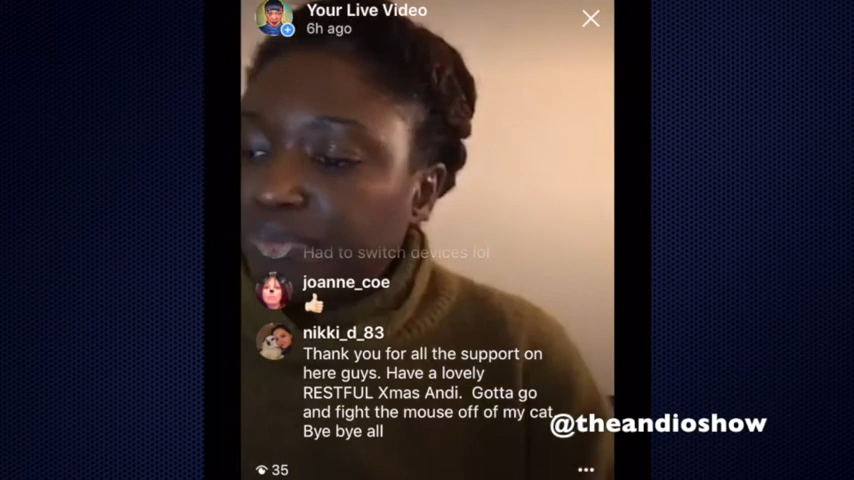 Your Live Video
6h ago
Had to switch devices lol
joanne_coe
nikki_d_83
Thank you for all the support on
here guys. Have a lovely
RESTFUL Xmas Andi. Gotta go
and fight the mouse off of my cat.
Bye bye all
@theandioshow
35